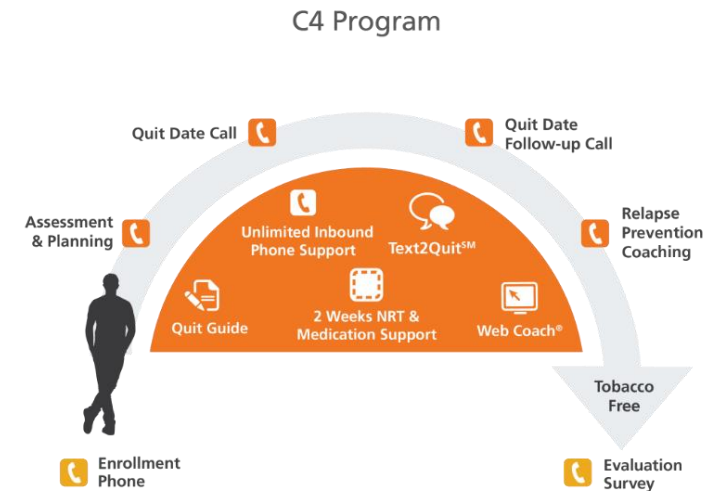 C4 Program
Quit Date Call
Quit Date
Follow-up Call
Assessment
& Planning
Unlimited Inbound
Phone Support
Text2Quit℠
Relapse
Prevention
Coaching
Quit Guide
2 Weeks NRT &
Medication Support
Web Coach®
Tobacco
Free
Enrollment
Phone
Evaluation
Survey